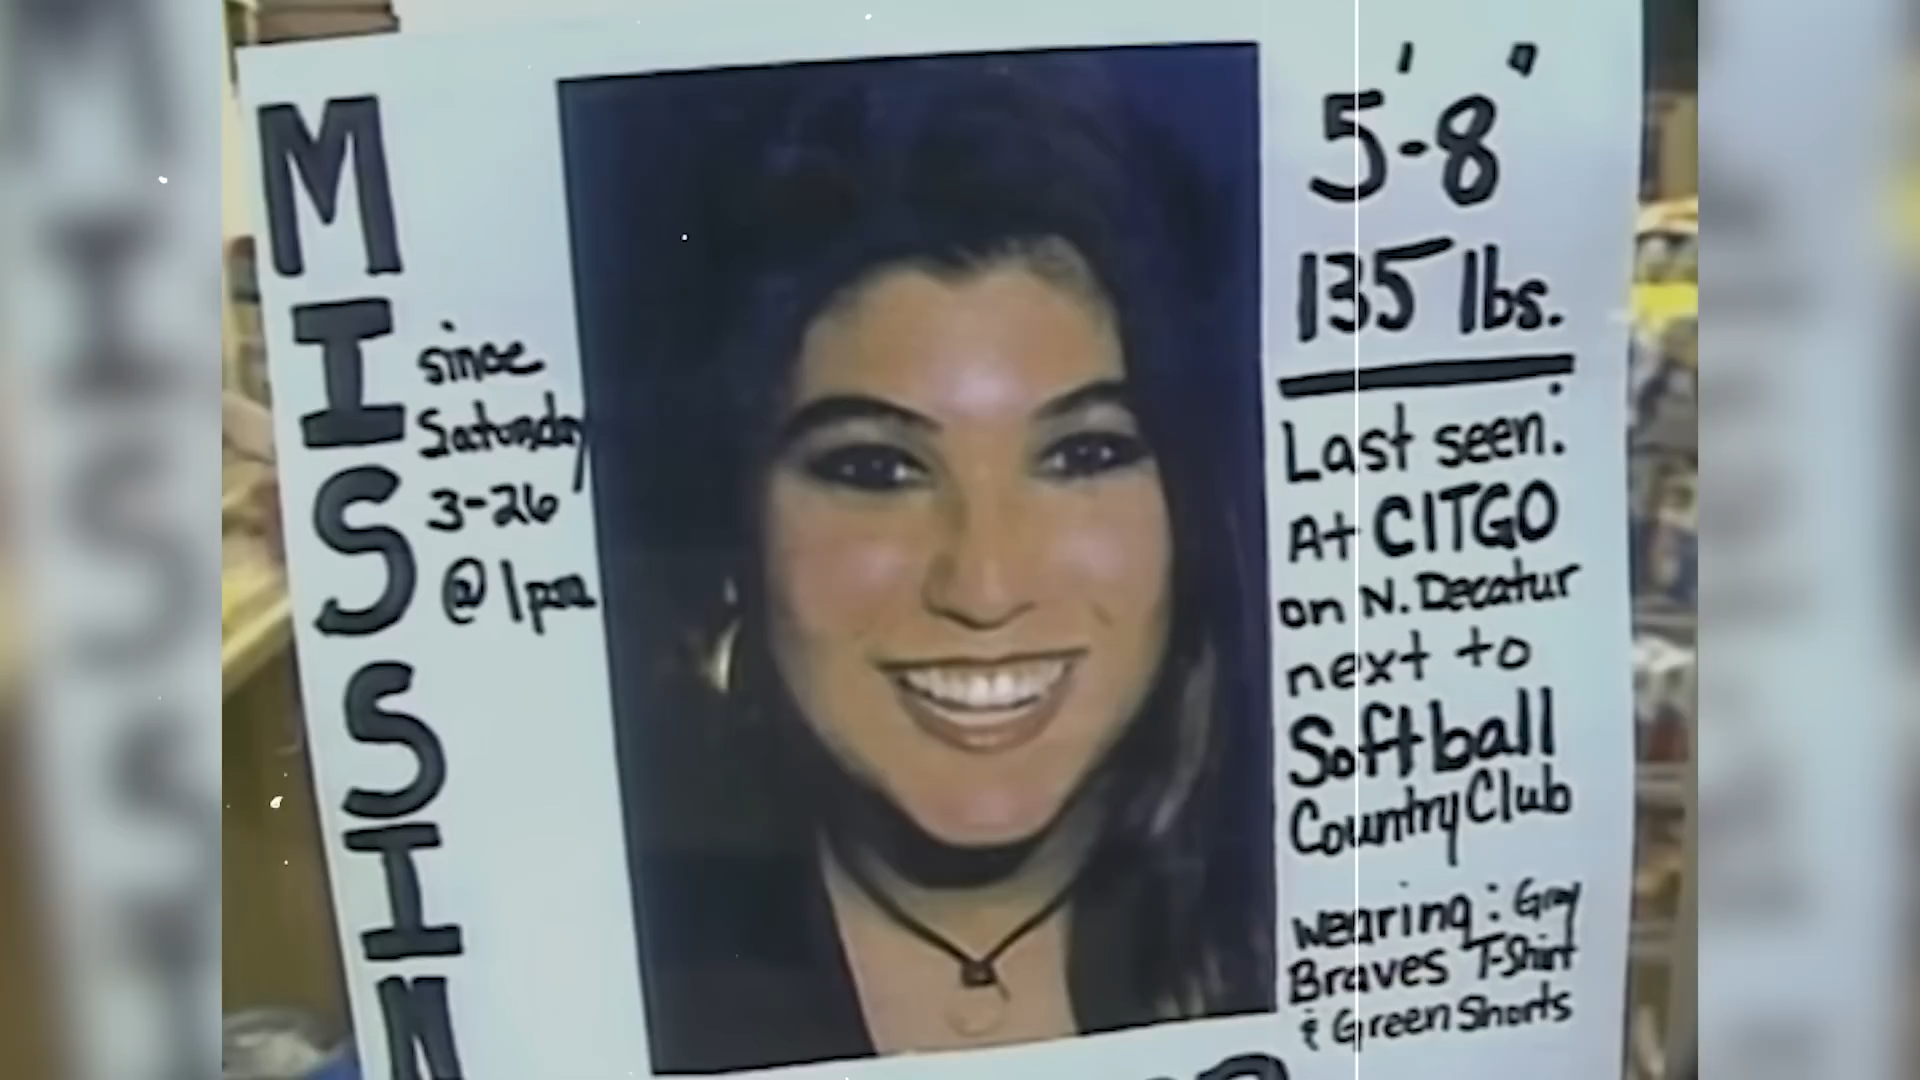 MISSIN
since
Saturday
3-26
@ 1pm
5'-8"
135 lbs.
Last seen:
At CITGO
on N. Decatur
next to
Softball
Country Club
wearing: Gray
Braves T-Shirt
& Green Shorts